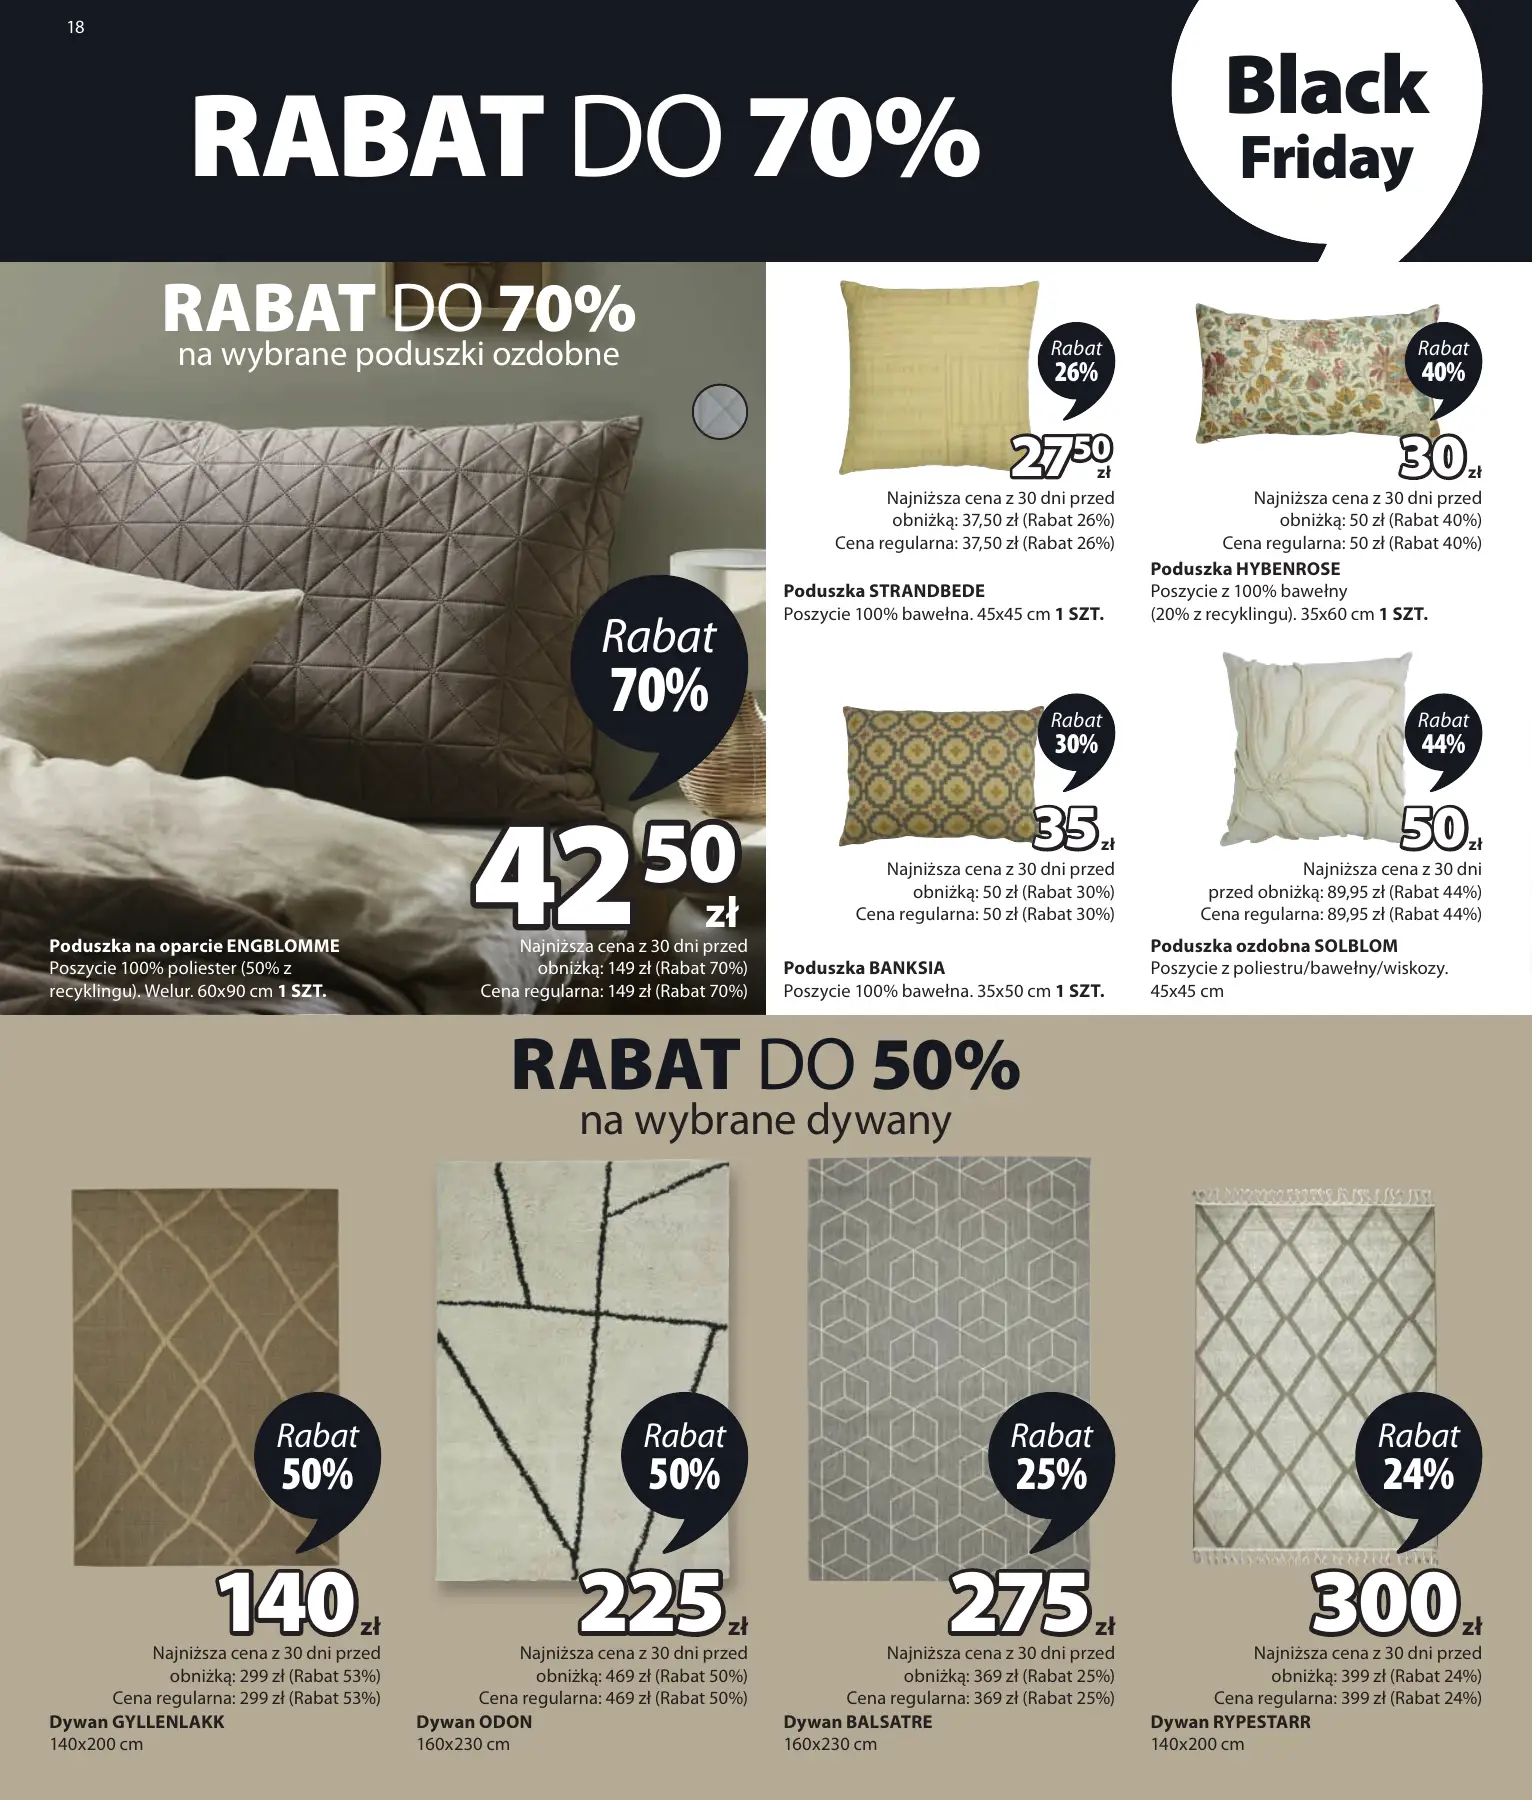 18
RABAT DO 70%
Black
Friday
RABAT DO 70%
na wybrane poduszki ozdobne
Rabat
70%
42 50
zł
Poduszka na oparcie ENGBLOMME
Poszycie 100% poliester (50% z
recyklingu). Welur. 60x90 cm 1 SZT.
Najniższa cena z 30 dni przed
obniżką: 149 zł (Rabat 70%)
Cena regularna: 149 zł (Rabat 70%)
Rabat
26%
27 50
zł
Najniższa cena z 30 dni przed
obniżką: 37,50 zł (Rabat 26%)
Cena regularna: 37,50 zł (Rabat 26%)
Poduszka STRANDBEDE
Poszycie 100% bawełna. 45x45 cm 1 SZT.
Rabat
40%
30 zł
Najniższa cena z 30 dni przed
obniżką: 50 zł (Rabat 40%)
Cena regularna: 50 zł (Rabat 40%)
Poduszka HYBENROSE
Poszycie z 100% bawełny
(20% z recyklingu). 35x60 cm 1 SZT.
Rabat
30%
35 zł
Najniższa cena z 30 dni przed
obniżką: 50 zł (Rabat 30%)
Cena regularna: 50 zł (Rabat 30%)
Poduszka BANKSIA
Poszycie 100% bawełna. 35x50 cm 1 SZT.
Rabat
44%
50 zł
Najniższa cena z 30 dni
przed obniżką: 89,95 zł (Rabat 44%)
Cena regularna: 89,95 zł (Rabat 44%)
Poduszka ozdobna SOLBLOM
Poszycie z poliestru/bawełny/wiskozy.
45x45 cm
RABAT DO 50%
na wybrane dywany
Rabat
50%
140 zł
Najniższa cena z 30 dni przed
obniżką: 299 zł (Rabat 53%)
Cena regularna: 299 zł (Rabat 53%)
Dywan GYLLENLAKK
140x200 cm
Rabat
50%
225 zł
Najniższa cena z 30 dni przed
obniżką: 469 zł (Rabat 50%)
Cena regularna: 469 zł (Rabat 50%)
Dywan ODON
160x230 cm
Rabat
25%
275 zł
Najniższa cena z 30 dni przed
obniżką: 369 zł (Rabat 25%)
Cena regularna: 369 zł (Rabat 25%)
Dywan BALSATRE
160x230 cm
Rabat
24%
300 zł
Najniższa cena z 30 dni przed
obniżką: 399 zł (Rabat 24%)
Cena regularna: 399 zł (Rabat 24%)
Dywan RYPESTARR
140x200 cm